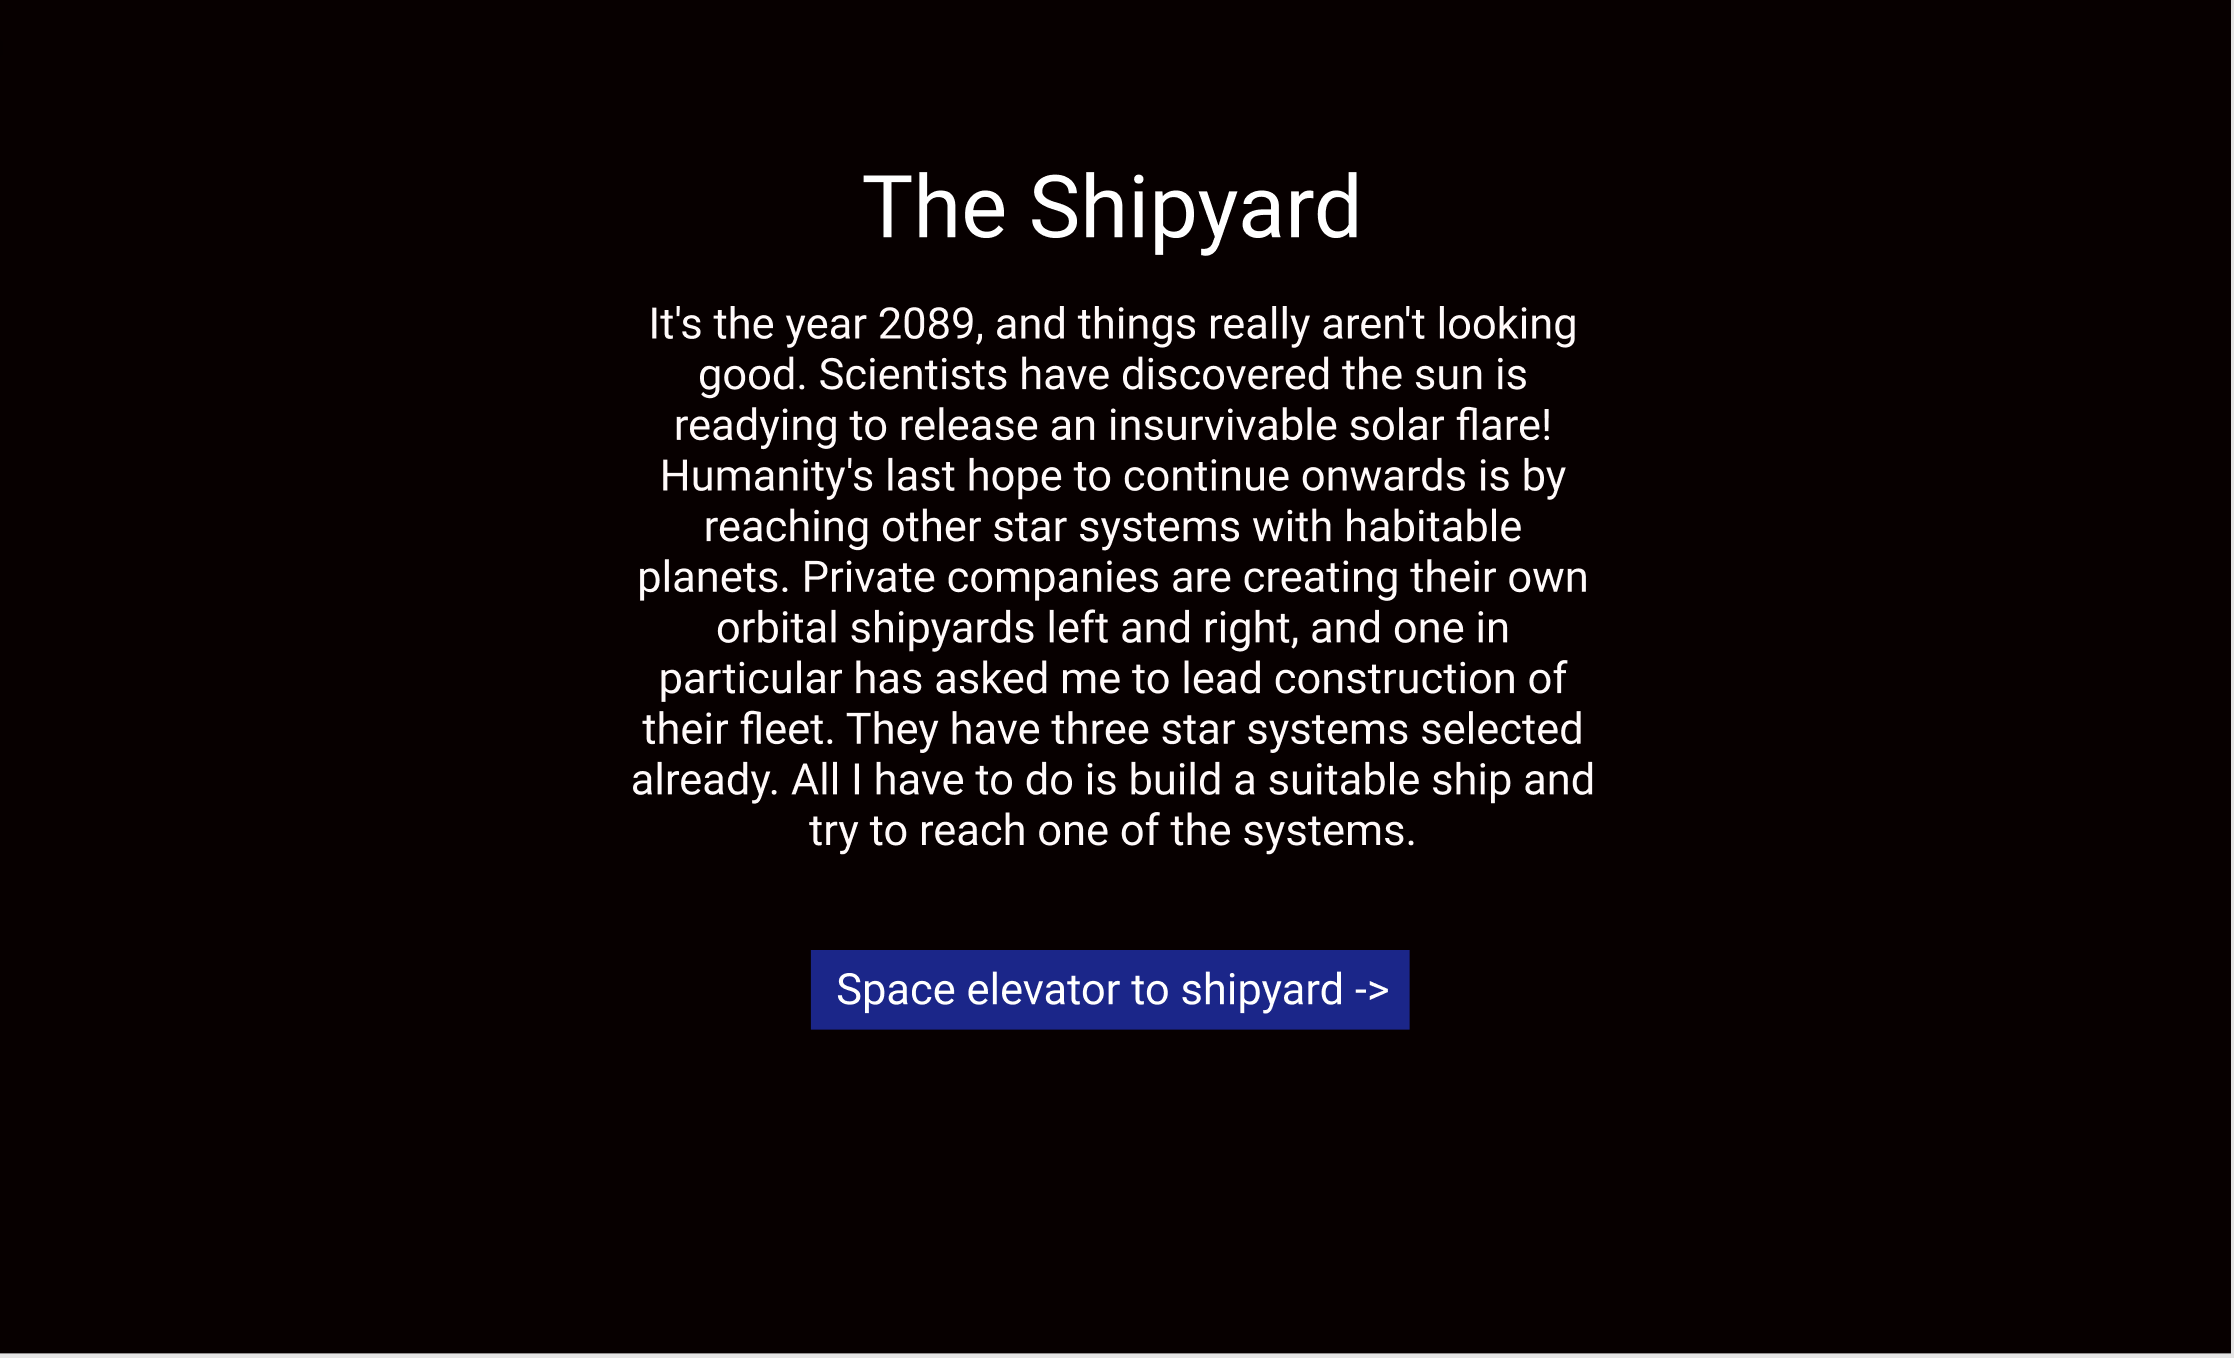 The Shipyard
It's the year 2089, and things really aren't looking
good. Scientists have discovered the sun is
readying to release an insurvivable solar flare!
Humanity's last hope to continue onwards is by
reaching other star systems with habitable
planets. Private companies are creating their own
orbital shipyards left and right, and one in
particular has asked me to lead construction of
their fleet. They have three star systems selected
already. All I have to do is build a suitable ship and
try to reach one of the systems.
Space elevator to shipyard ->